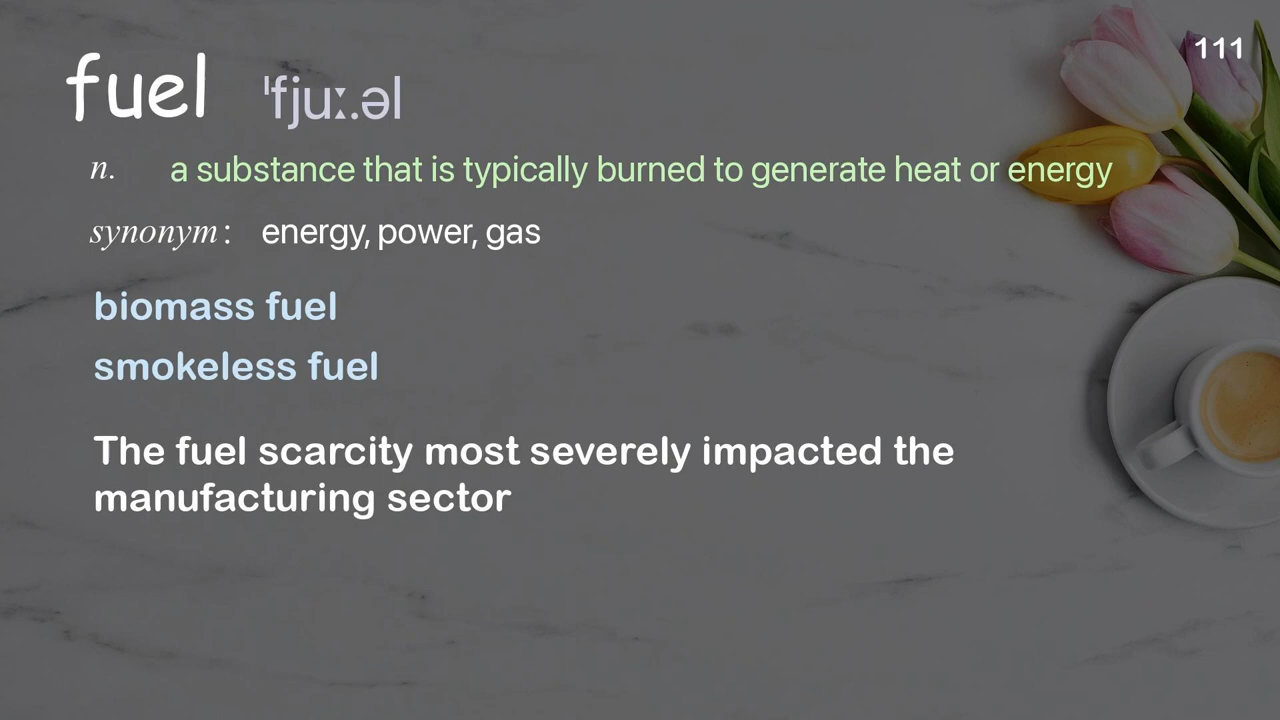 111
fuel ˈfjuː.əl
n. a substance that is typically burned to generate heat or energy
synonym: energy, power, gas
biomass fuel
smokeless fuel
The fuel scarcity most severely impacted the
manufacturing sector